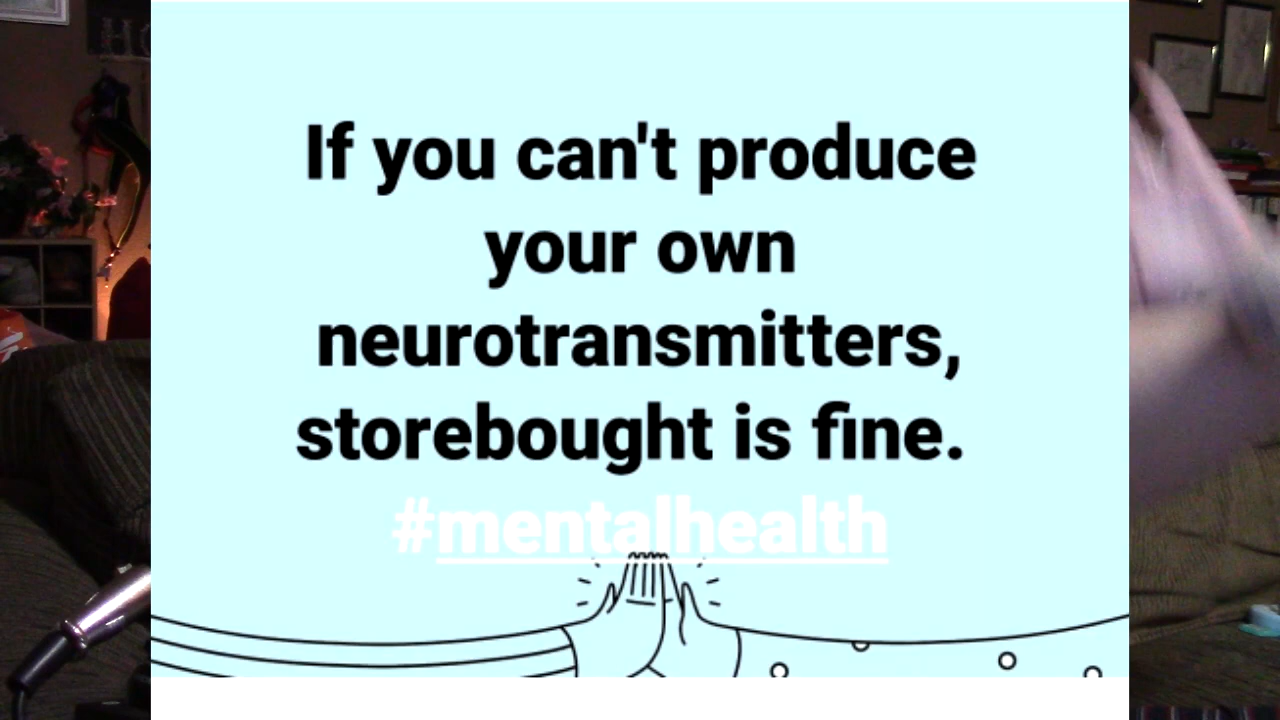 If you can't produce
your own
neurotransmitters,
storebought is fine.
#mentalhealth